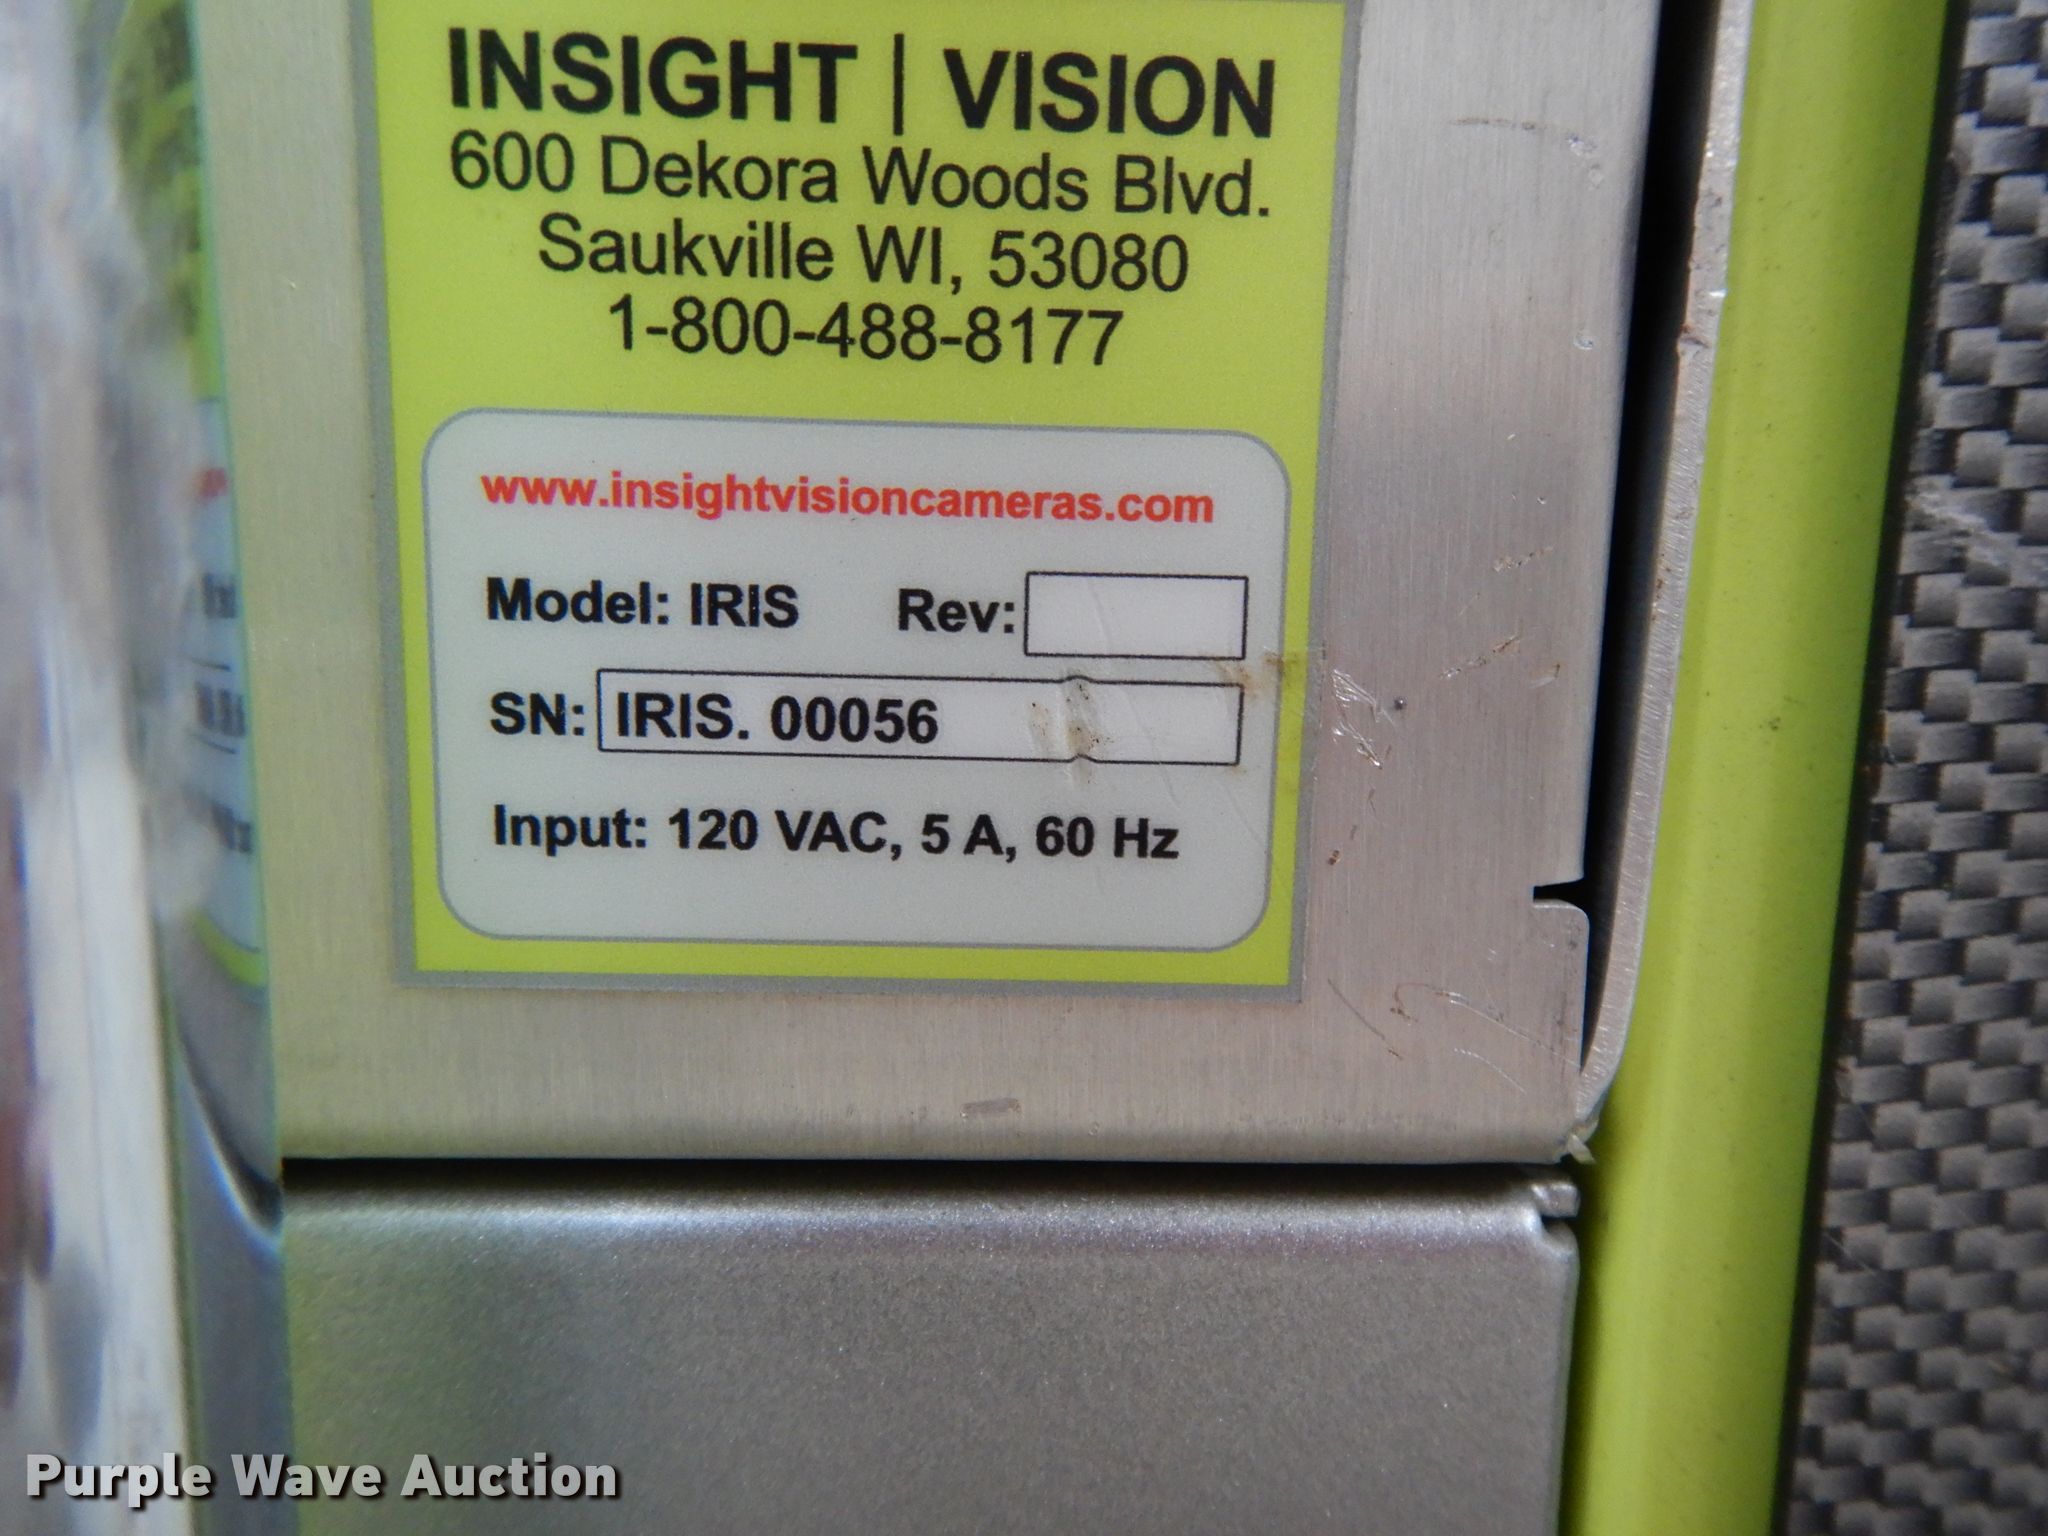 INSIGHT | VISION
600 Dekora Woods Blvd.
Saukville WI, 53080
1-800-488-8177
www.insightvisioncameras.com
Model: IRIS Rev:
SN: IRIS. 00056
Input: 120 VAC, 5 A, 60 Hz
Purple Wave Auction